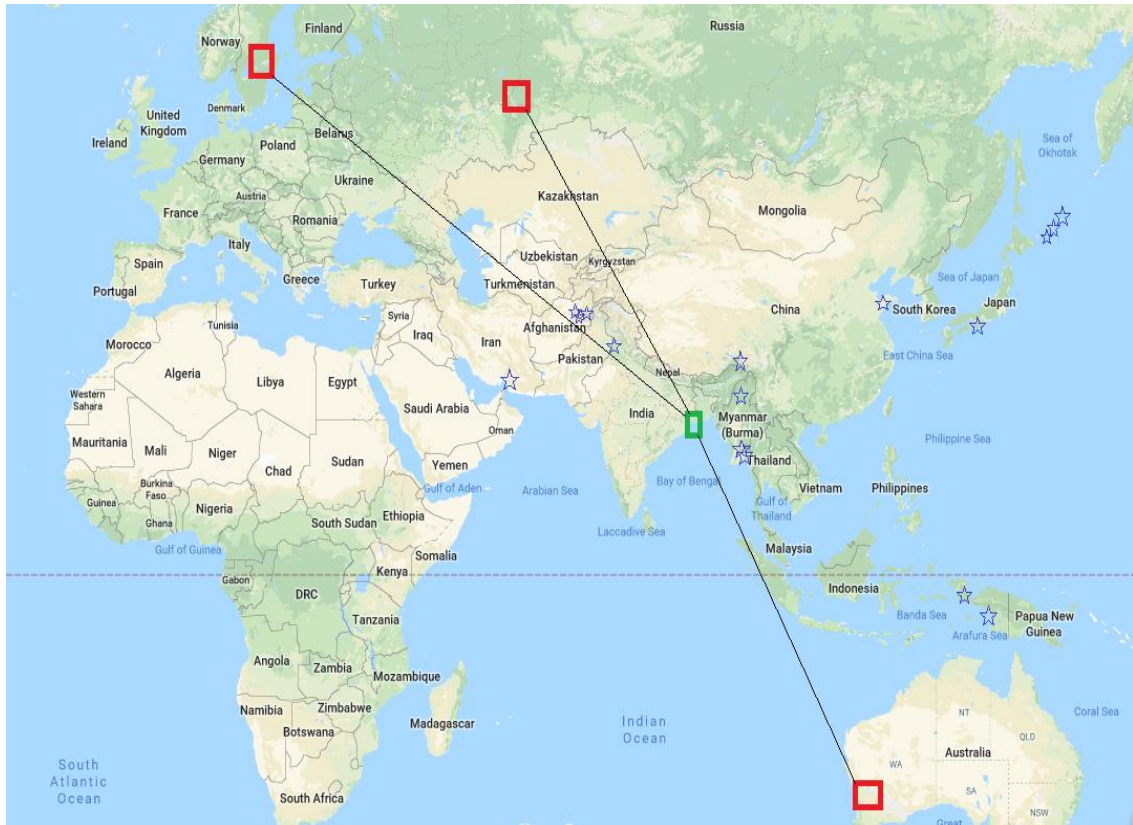 Finland
Norway
Russia
Denmark
United
Kingdom
Ireland
Sea of
Okhotsk
Belarus
Poland
Germany
Ukraine
Austria
Kazakhstan
France
Mongolia
Romania
Italy
Uzbekistan
Kyrgyzstan
Spain
Portugal
Greece
Turkey
Turkmenistan
Sea of Japan
China
South Korea
Japan
Tunisia
Syria
Iraq
Iran
Afghanistan
Morocco
East China Sea
Pakistan
Nepal
Algeria
Libya
Egypt
Western
Sahara
Saudi Arabia
India
Myanmar
(Burma)
Oman
Mauritania
Mali
Niger
Chad
Sudan
Yemen
Philippine Sea
Thailand
Burkina
Faso
Gulf of Aden
Arabian Sea
Bay of Bengal
Vietnam
Philippines
Guinea
Nigeria
Ghana
South Sudan
Ethiopia
Gulf of
Thailand
Laccadive Sea
Gulf of Guinea
Somalia
Malaysia
Gabon
Kenya
DRC
Indonesia
Banda Sea
Papua New
Guinea
Tanzania
Arafura Sea
Angola
Zambia
Mozambique
Namibia
Zimbabwe
Botswana
Madagascar
Indian
Ocean
NT
Coral Sea
QLD
Australia
WA
South
Atlantic
Ocean
SA
South Africa
NSW
Great